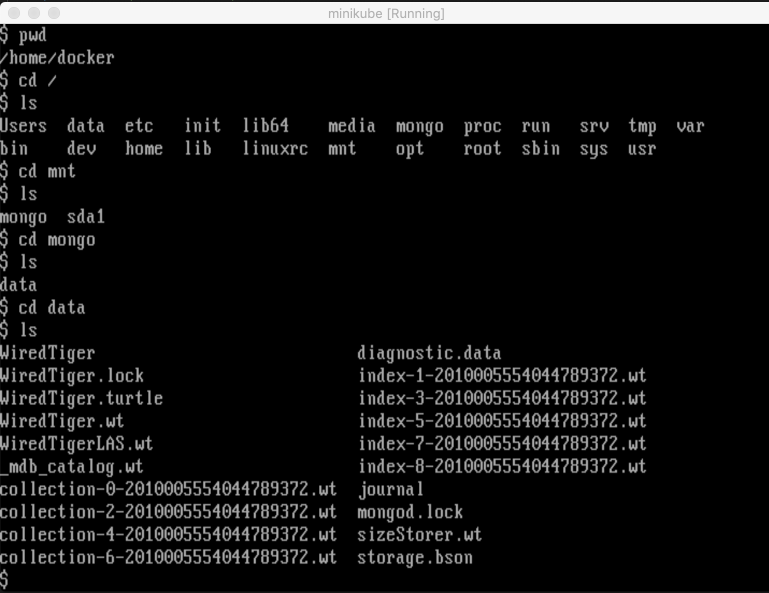 minikube [Running]
$ pwd
/home/docker
$ cd /
$ ls
Users  data  etc   init  lib64    media  mongo  proc  run   srv  tmp  var
bin    dev   home  lib   linuxrc  mnt    opt    root  sbin  sys  usr
$ cd mnt
$ ls
mongo  sda1
$ cd mongo
$ ls
data
$ cd data
$ ls
WiredTiger                           diagnostic.data
WiredTiger.lock                      index-1-2010005554044789372.wt
WiredTiger.turtle                    index-3-2010005554044789372.wt
WiredTiger.wt                        index-5-2010005554044789372.wt
WiredTigerLAS.wt                     index-7-2010005554044789372.wt
_mdb_catalog.wt                      index-8-2010005554044789372.wt
collection-0-2010005554044789372.wt  journal
collection-2-2010005554044789372.wt  mongod.lock
collection-4-2010005554044789372.wt  sizeStorer.wt
collection-6-2010005554044789372.wt  storage.bson
$